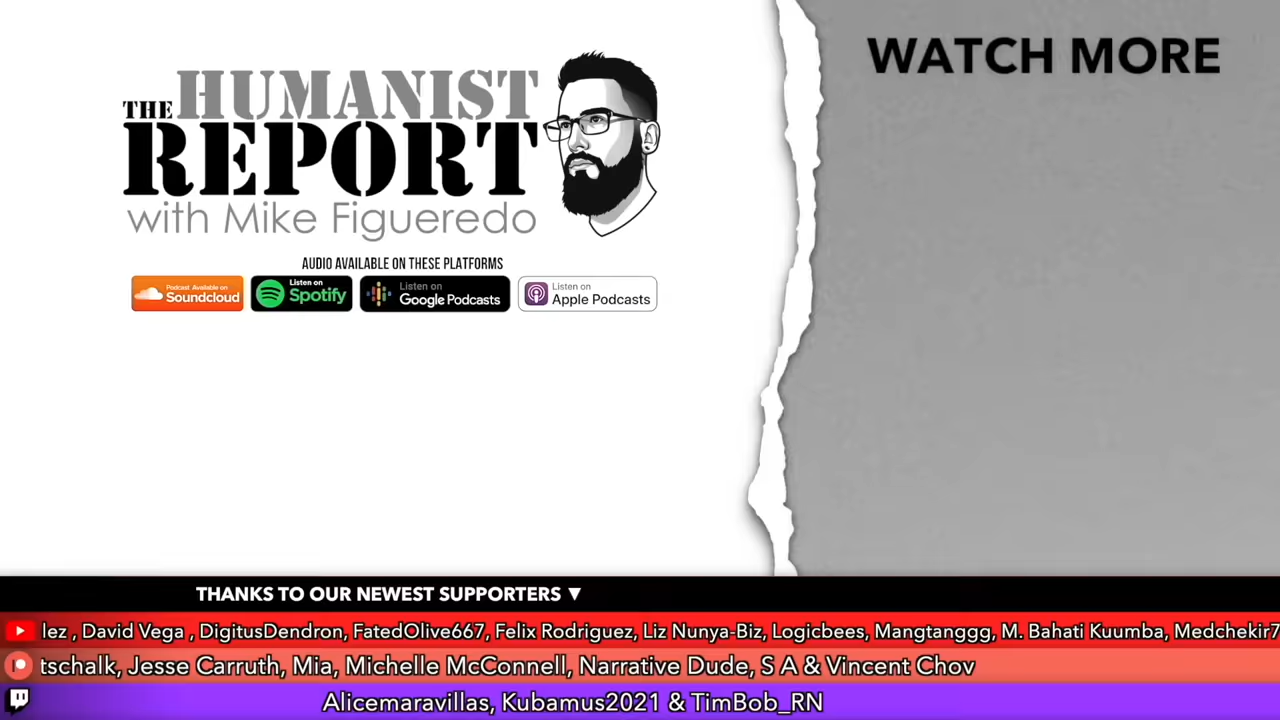 THE HUMANIST
REPORT
with Mike Figueredo
AUDIO AVAILABLE ON THESE PLATFORMS
Podcast Available on
Soundcloud
Listen on
Spotify
Listen on
Google Podcasts
Listen on
Apple Podcasts
WATCH MORE
THANKS TO OUR NEWEST SUPPORTERS ▼
lez , David Vega , DigitusDendron, FatedOlive667, Felix Rodriguez, Liz Nunya-Biz, Logicbees, Mangtanggg, M. Bahati Kuumba, Medchekir7
tschalk, Jesse Carruth, Mia, Michelle McConnell, Narrative Dude, S A & Vincent Chov
Alicemaravillas, Kubamus2021 & TimBob_RN